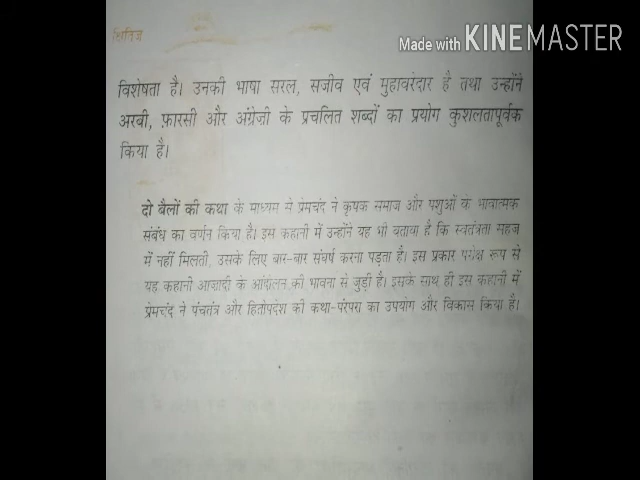 क्षितिज
Made with KINEMASTER
विशेषता है। उनकी भाषा सरल, सजीव एवं मुहावरेदार है तथा उन्होंने
अरबी, फ़ारसी और अंग्रेज़ी के प्रचलित शब्दों का प्रयोग कुशलतापूर्वक
किया है।
दो बैलों की कथा के माध्यम से प्रेमचंद ने कृषक समाज और पशुओं के भावात्मक
संबंध का वर्णन किया है। इस कहानी में उन्होंने यह भी बताया है कि स्वतंत्रता सहज
में नहीं मिलती, उसके लिए बार-बार संघर्ष करना पड़ता है। इस प्रकार परोक्ष रूप से
यह कहानी आज़ादी के आंदोलन की भावना से जुड़ी है। इसके साथ ही इस कहानी में
प्रेमचंद ने पंचतंत्र और हितोपदेश की कथा-परंपरा का उपयोग और विकास किया है।